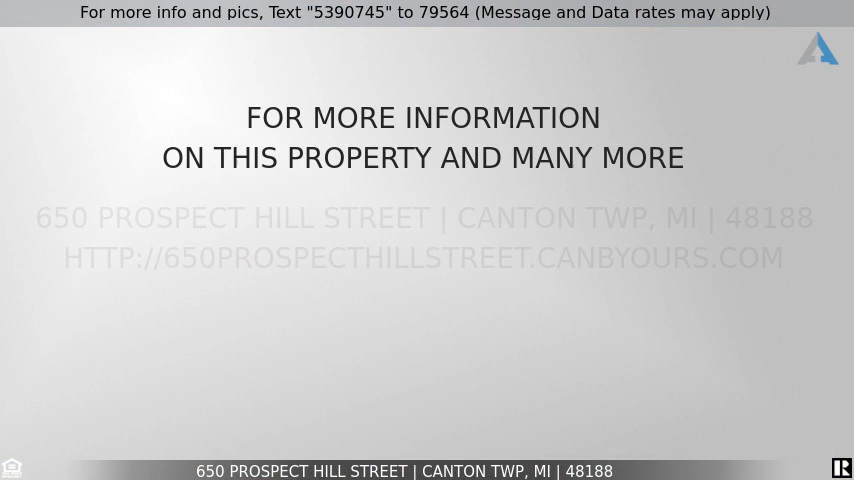 For more info and pics, Text "5390745" to 79564 (Message and Data rates may apply)
FOR MORE INFORMATION
ON THIS PROPERTY AND MANY MORE
650 PROSPECT HILL STREET | CANTON TWP, MI | 48188
HTTP://650PROSPECTHILLSTREET.CANBYOURS.COM
650 PROSPECT HILL STREET | CANTON TWP, MI | 48188